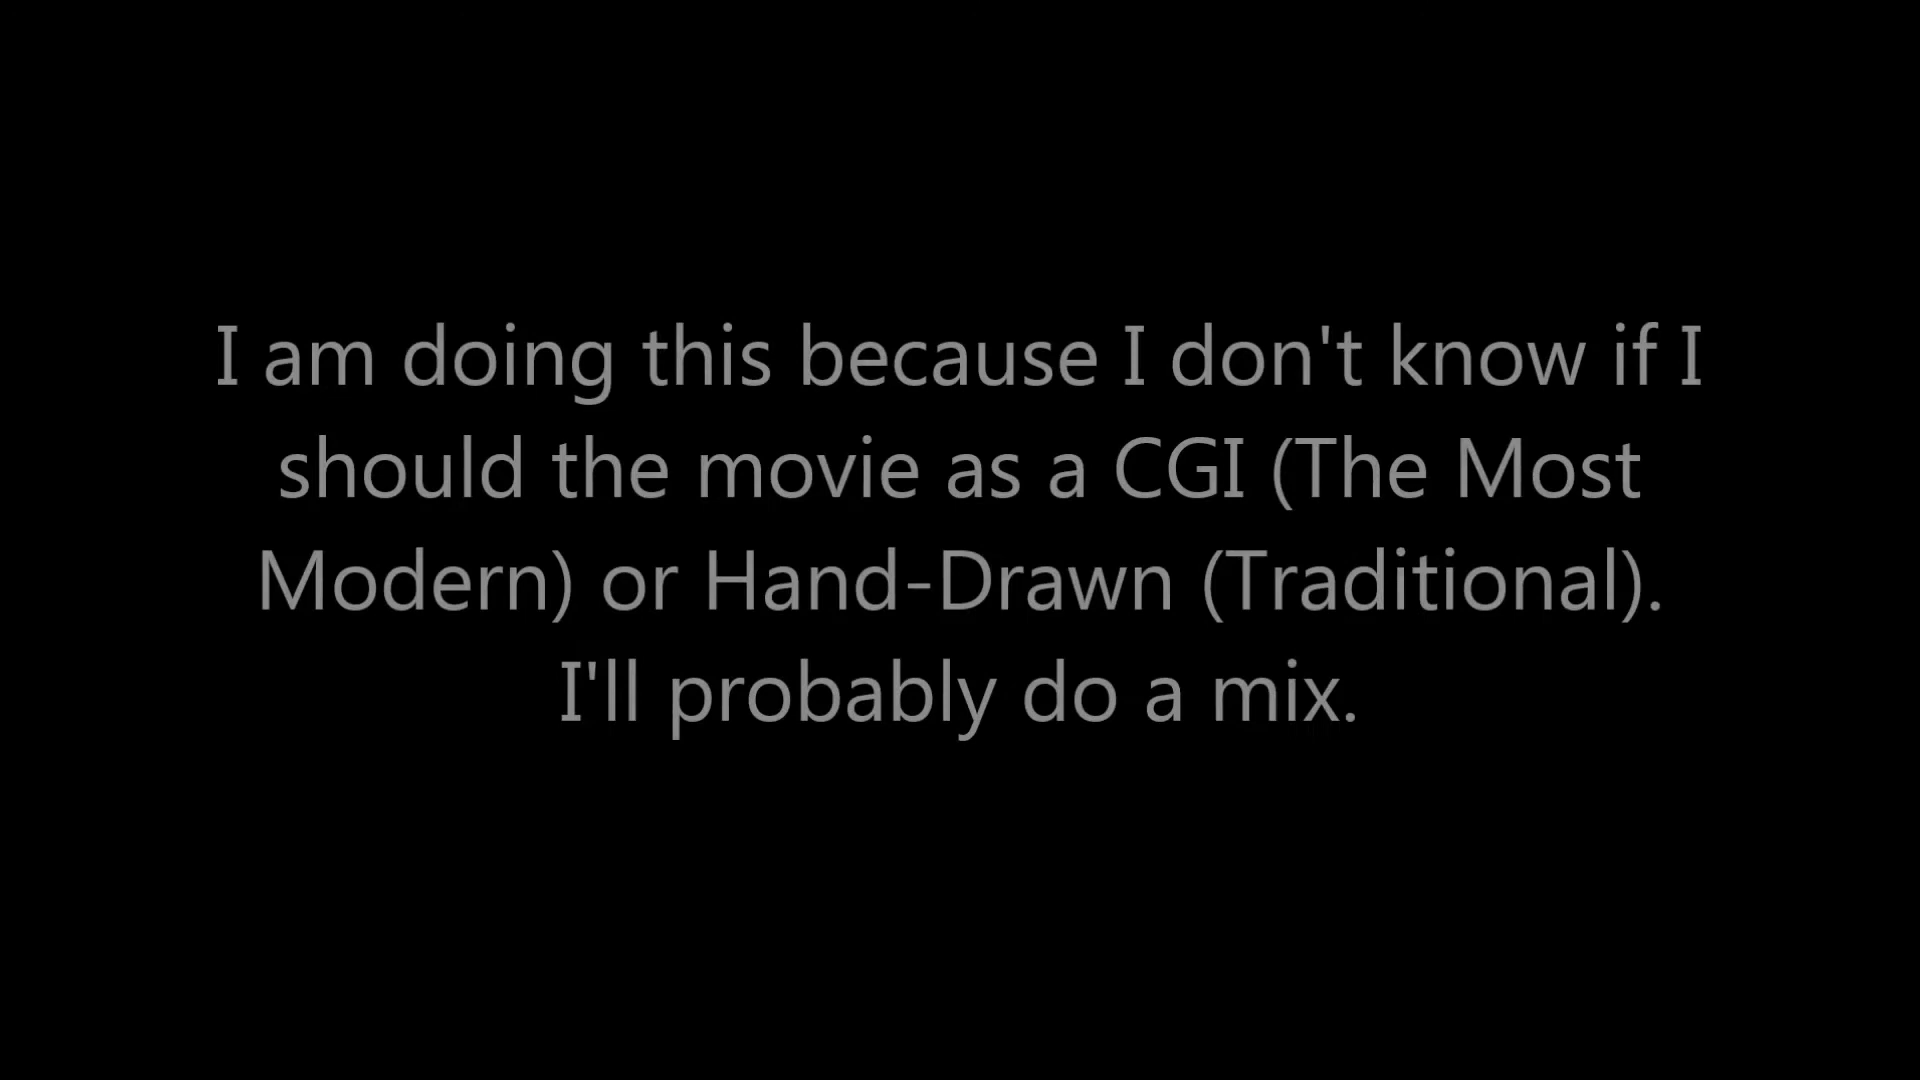 I am doing this because I don't know if I
should the movie as a CGI (The Most
Modern) or Hand-Drawn (Traditional).
I'll probably do a mix.